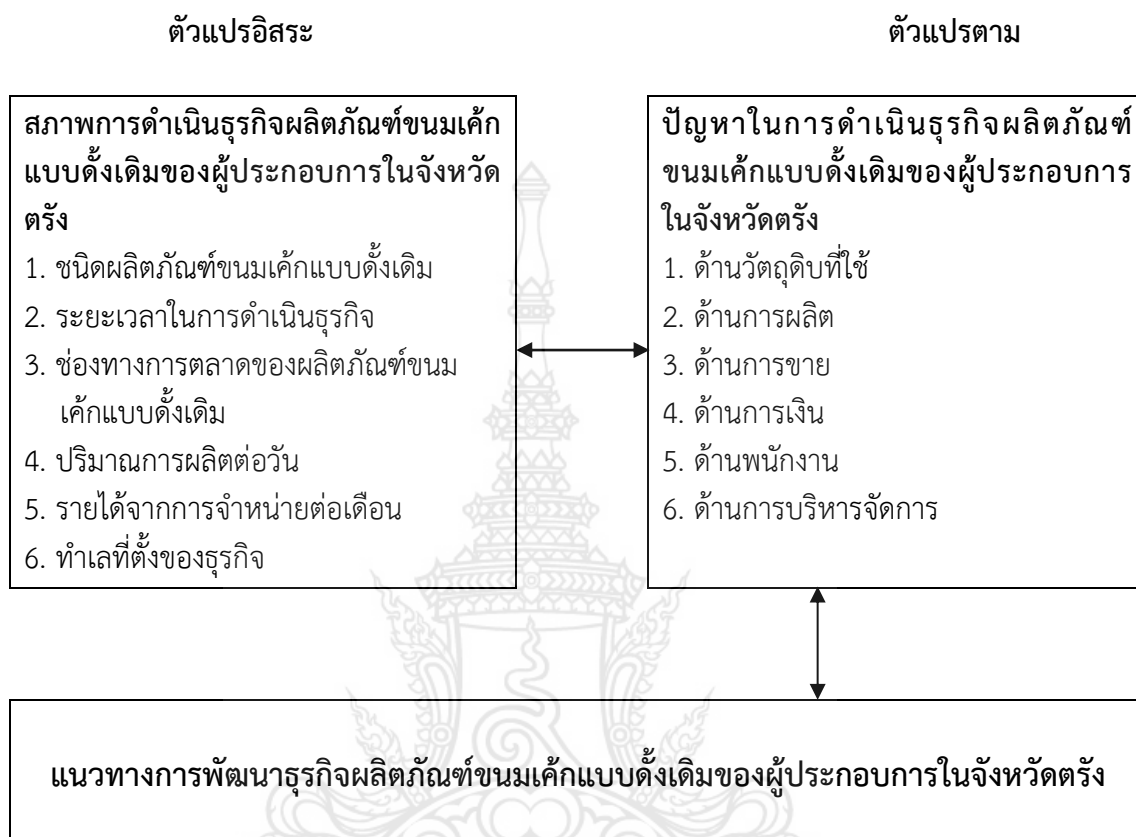 ตัวแปรอิสระ
ตัวแปรตาม
สภาพการดำเนินธุรกิจผลิตภัณฑ์ขนมเค้ก
แบบดั้งเดิมของผู้ประกอบการในจังหวัด
ตรัง
1. ชนิดผลิตภัณฑ์ขนมเค้กแบบดั้งเดิม
2. ระยะเวลาในการดำเนินธุรกิจ
3. ช่องทางการตลาดของผลิตภัณฑ์ขนม
เค้กแบบดั้งเดิม
4. ปริมาณการผลิตต่อวัน
5. รายได้จากการจำหน่ายต่อเดือน
6. ทำเลที่ตั้งของธุรกิจ
ปัญหาในการดำเนินธุรกิจผลิตภัณฑ์
ขนมเค้กแบบดั้งเดิมของผู้ประกอบการ
ในจังหวัดตรัง
1. ด้านวัตถุดิบที่ใช้
2. ด้านการผลิต
3. ด้านการขาย
4. ด้านการเงิน
5. ด้านพนักงาน
6. ด้านการบริหารจัดการ
แนวทางการพัฒนาธุรกิจผลิตภัณฑ์ขนมเค้กแบบดั้งเดิมของผู้ประกอบการในจังหวัดตรัง